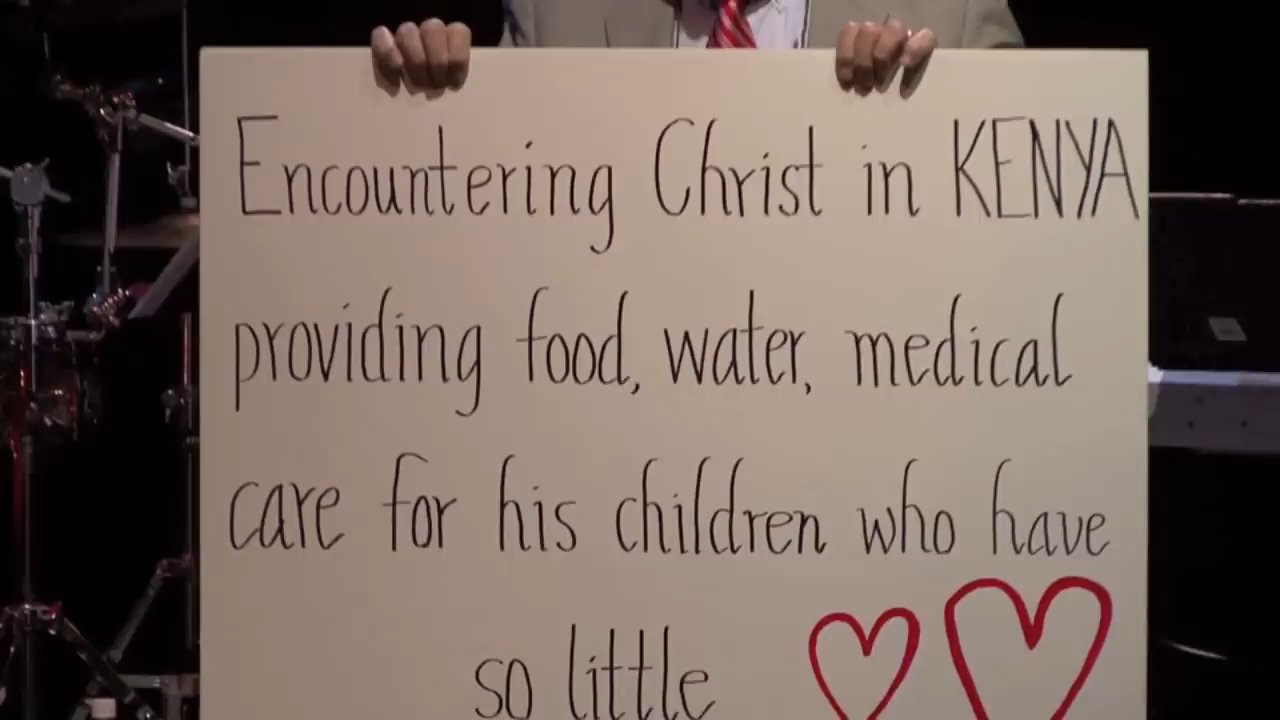 Encountering Christ in KENYA
providing food, water, medical
care for his children who have
so little